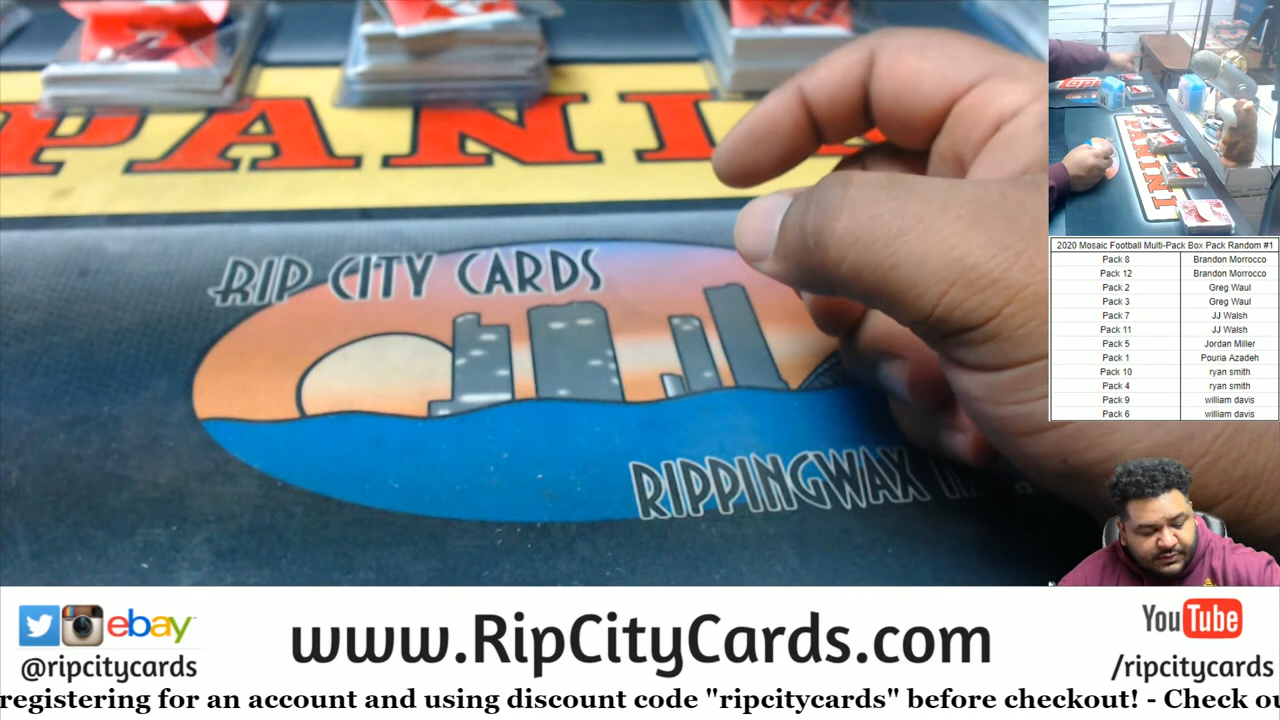 PANINI
RIP CITY CARDS
RIPPINGWAX
PANINI
2020 Mosaic Football Multi-Pack Box Pack Random #1
Pack 8 Brandon Morrocco
Pack 12 Brandon Morrocco
Pack 2 Greg Waul
Pack 3 Greg Waul
Pack 7 JJ Walsh
Pack 11 JJ Walsh
Pack 5 Jordan Miller
Pack 1 Pouria Azadeh
Pack 10 ryan smith
Pack 4 ryan smith
Pack 9 william davis
Pack 6 william davis
ebay
@ripcitycards
www.RipCityCards.com
YouTube
/ripcitycards
registering for an account and using discount code "ripcitycards" before checkout! - Check ou